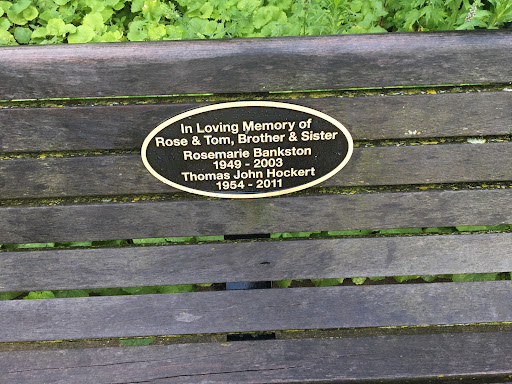 In Loving Memory of
Rose & Tom, Brother & Sister
Rosemarie Bankston
1949 - 2003
Thomas John Hockert
1954 - 2011